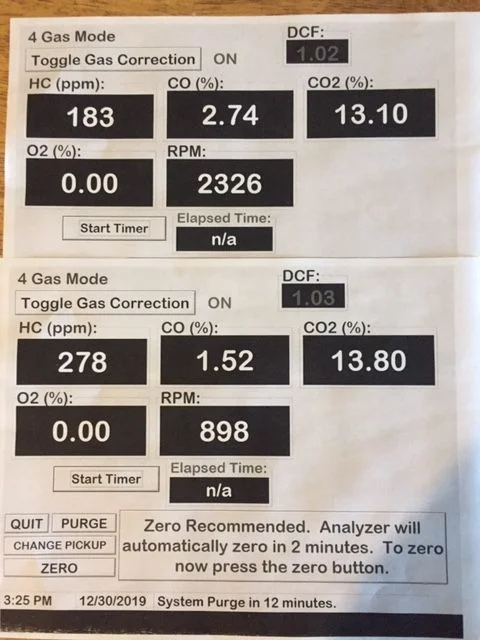 4 Gas Mode
DCF:
Toggle Gas Correction ON 1.02
HC (ppm): CO (%): CO2 (%):
183 2.74 13.10
O2 (%): RPM:
0.00 2326
Start Timer Elapsed Time:
n/a
4 Gas Mode DCF:
Toggle Gas Correction ON 1.03
HC (ppm): CO (%): CO2 (%):
278 1.52 13.80
O2 (%): RPM:
0.00 898
Start Timer Elapsed Time:
n/a
QUIT PURGE
CHANGE PICKUP
ZERO
Zero Recommended. Analyzer will
automatically zero in 2 minutes. To zero
now press the zero button.
3:25 PM 12/30/2019 System Purge in 12 minutes.